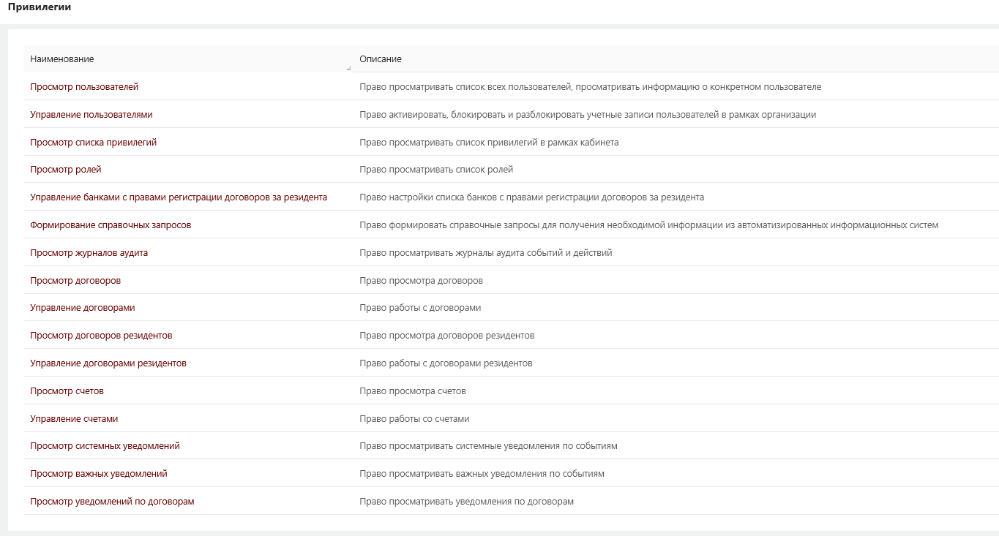 Привилегии
Наименование Описание
Просмотр пользователей Право просматривать список всех пользователей, просматривать информацию о конкретном пользователе
Управление пользователями Право активировать, блокировать и разблокировать учетные записи пользователей в рамках организации
Просмотр списка привилегий Право просматривать список привилегий в рамках кабинета
Просмотр ролей Право просматривать список ролей
Управление банками с правами регистрации договоров за резидента Право настройки списка банков с правами регистрации договоров за резидента
Формирование справочных запросов Право формировать справочные запросы для получения необходимой информации из автоматизированных информационных систем
Просмотр журналов аудита Право просматривать журналы аудита событий и действий
Просмотр договоров Право просмотра договоров
Управление договорами Право работы с договорами
Просмотр договоров резидентов Право просмотра договоров резидентов
Управление договорами резидентов Право работы с договорами резидентов
Просмотр счетов Право просмотра счетов
Управление счетами Право работы со счетами
Просмотр системных уведомлений Право просматривать системные уведомления по событиям
Просмотр важных уведомлений Право просматривать важных уведомления по событиям
Просмотр уведомлений по договорам Право просматривать уведомления по договорам